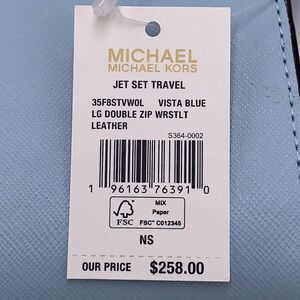 MICHAEL
MICHAEL KORS
JET SET TRAVEL
35F8STVW0L VISTA BLUE
LG DOUBLE ZIP WRSTLT
LEATHER
S364-0002
1 96163 76391 0
FSC
MIX
Paper
FSC® C012345
NS
OUR PRICE $258.00